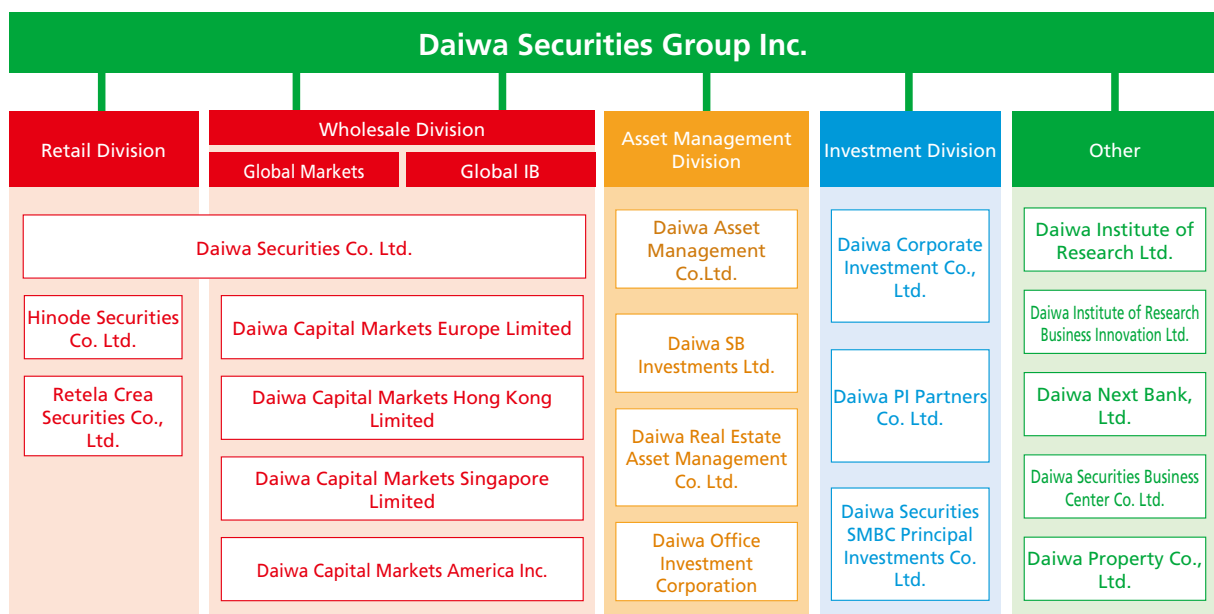 Daiwa Securities Group Inc.
Retail Division
Wholesale Division
Global Markets
Global IB
Asset Management
Division
Investment Division
Other
Daiwa Securities Co. Ltd.
Hinode Securities
Co. Ltd.
Retela Crea
Securities Co.,
Ltd.
Daiwa Capital Markets Europe Limited
Daiwa Capital Markets Hong Kong
Limited
Daiwa Capital Markets Singapore
Limited
Daiwa Capital Markets America Inc.
Daiwa Asset
Management
Co.Ltd.
Daiwa SB
Investments Ltd.
Daiwa Real Estate
Asset Management
Co. Ltd.
Daiwa Office
Investment
Corporation
Daiwa Corporate
Investment Co.,
Ltd.
Daiwa PI Partners
Co. Ltd.
Daiwa Securities
SMBC Principal
Investments Co.
Ltd.
Daiwa Institute of
Research Ltd.
Daiwa Institute of Research
Business Innovation Ltd.
Daiwa Next Bank,
Ltd.
Daiwa Securities Business
Center Co. Ltd.
Daiwa Property Co.,
Ltd.